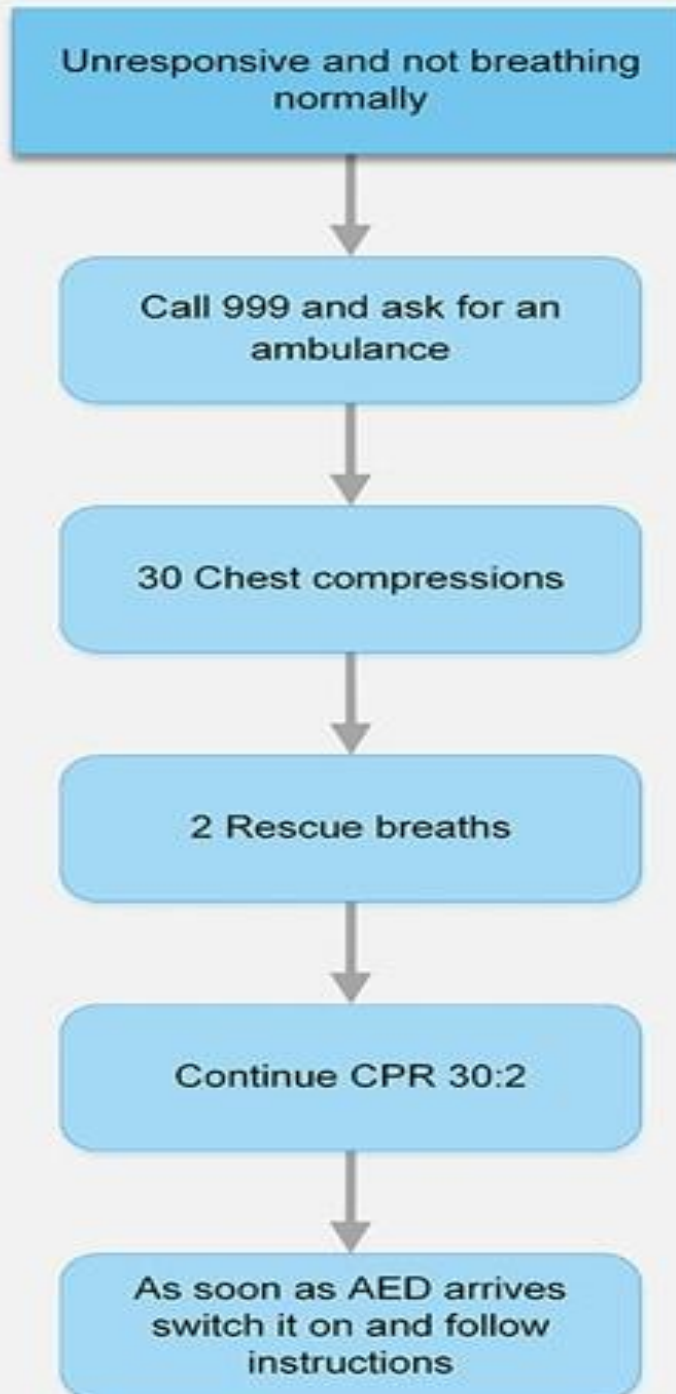 Unresponsive and not breathing
normally
Call 999 and ask for an
ambulance
30 Chest compressions
2 Rescue breaths
Continue CPR 30:2
As soon as AED arrives
switch it on and follow
instructions